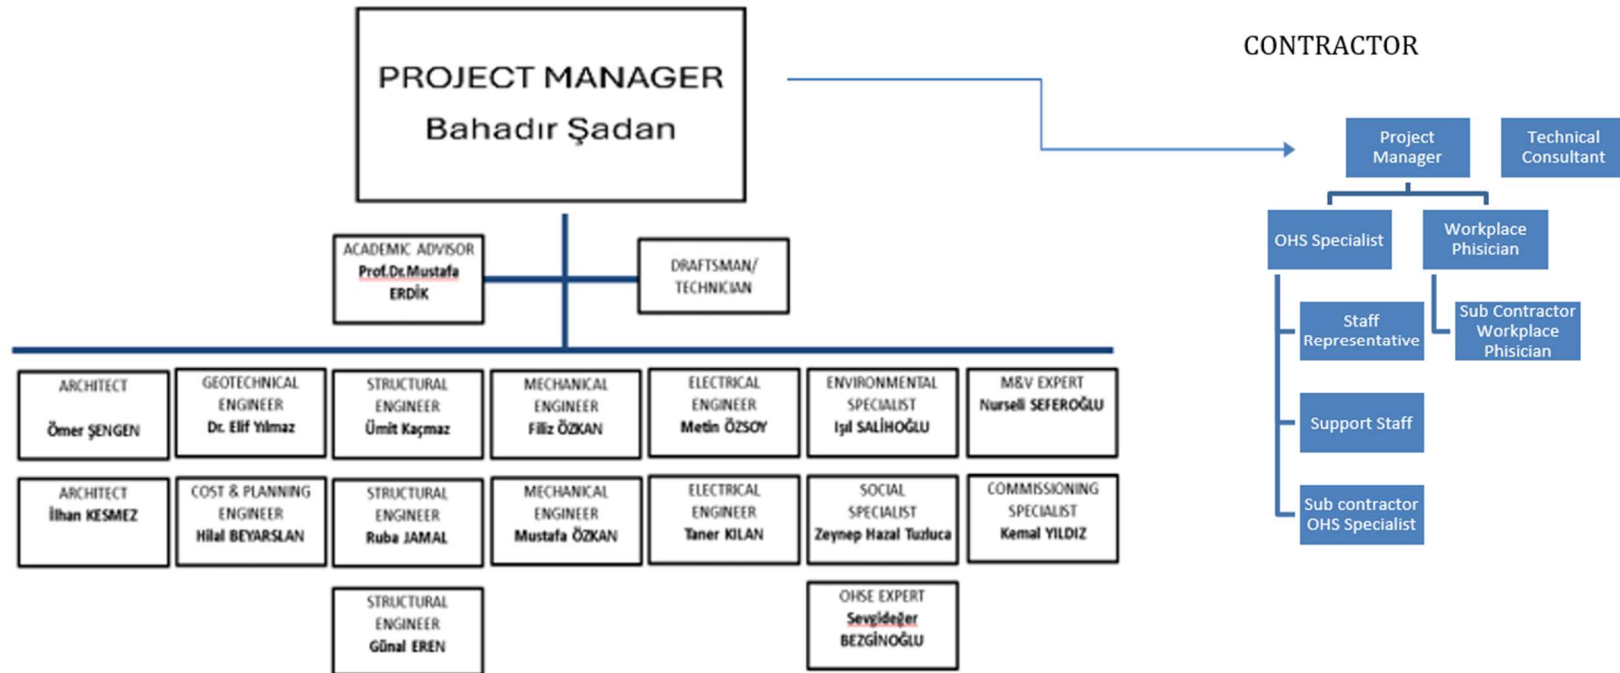 PROJECT MANAGER
Bahadır Şadan
CONTRACTOR
Project
Manager
Technical
Consultant
OHS Specialist
Workplace
Phisician
Staff
Representative
Sub Contractor
Workplace
Phisician
Support Staff
Sub contractor
OHS Specialist
ACADEMIC ADVISOR
Prof.Dr.Mustafa
ERDİK
DRAFTSMAN/
TECHNICIAN
ARCHITECT
Ömer ŞENGEN
GEOTECHNICAL
ENGINEER
Dr. Elif Yılmaz
STRUCTURAL
ENGINEER
Ümit Kaçmaz
MECHANICAL
ENGINEER
Filiz ÖZKAN
ELECTRICAL
ENGINEER
Metin ÖZSOY
ENVIRONMENTAL
SPECIALIST
Işıl SALİHOĞLU
M&V EXPERT
Nurseli SEFEROĞLU
ARCHITECT
İlhan KESMEZ
COST & PLANNING
ENGINEER
Hilal BEYARSLAN
STRUCTURAL
ENGINEER
Ruba JAMAL
MECHANICAL
ENGINEER
Mustafa ÖZKAN
ELECTRICAL
ENGINEER
Taner KILAN
SOCIAL
SPECIALIST
Zeynep Hazal Tuzluca
COMMISSIONING
SPECIALIST
Kemal YILDIZ
STRUCTURAL
ENGINEER
Günal EREN
OHSE EXPERT
Sevgideğer
BEZGİNOĞLU